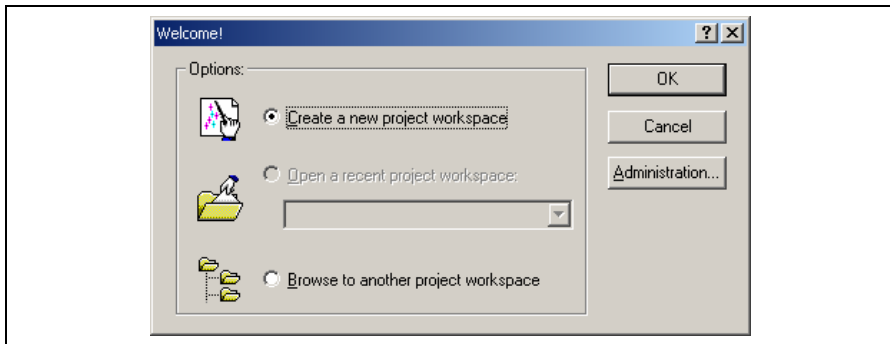 Welcome!
Options:
Create a new project workspace
Open a recent project workspace:
Browse to another project workspace
OK
Cancel
Administration...